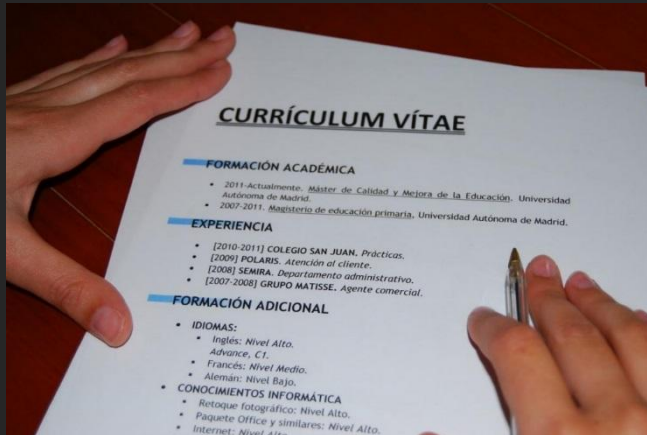 CURRÍCULUM VÍTAE
FORMACIÓN ACADÉMICA
• 2011-Actualmente. Máster de Calidad y Mejora de la Educación. Universidad
Autónoma de Madrid.
• 2007-2011. Magisterio de educación primaria, Universidad Autónoma de Madrid.
EXPERIENCIA
• [2010-2011] COLEGIO SAN JUAN. Prácticas.
• [2009] POLARIS. Atención al cliente.
• [2008] SEMIRA. Departamento administrativo.
• [2007-2008] GRUPO MATISSE. Agente comercial.
FORMACIÓN ADICIONAL
• IDIOMAS:
• Inglés: Nivel Alto.
Advance, C1.
• Francés: Nivel Medio.
• Alemán: Nivel Bajo.
• CONOCIMIENTOS INFORMÁTICA
• Retoque fotográfico: Nivel Alto.
• Paquete Office y similares: Nivel Alto.
• Internet: Nivel Alto.